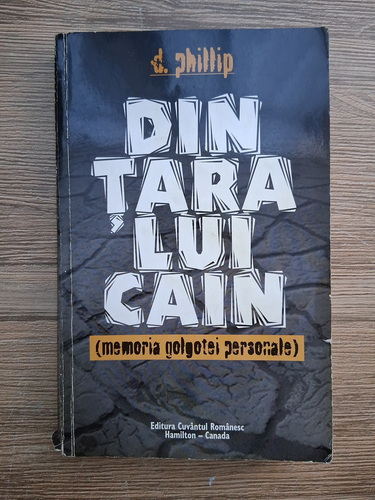 d. phillip
DIN
ȚARA
LUI
CAIN
(memoria golgotei personale)
Editura Cuvântul Românesc
Hamilton – Canada